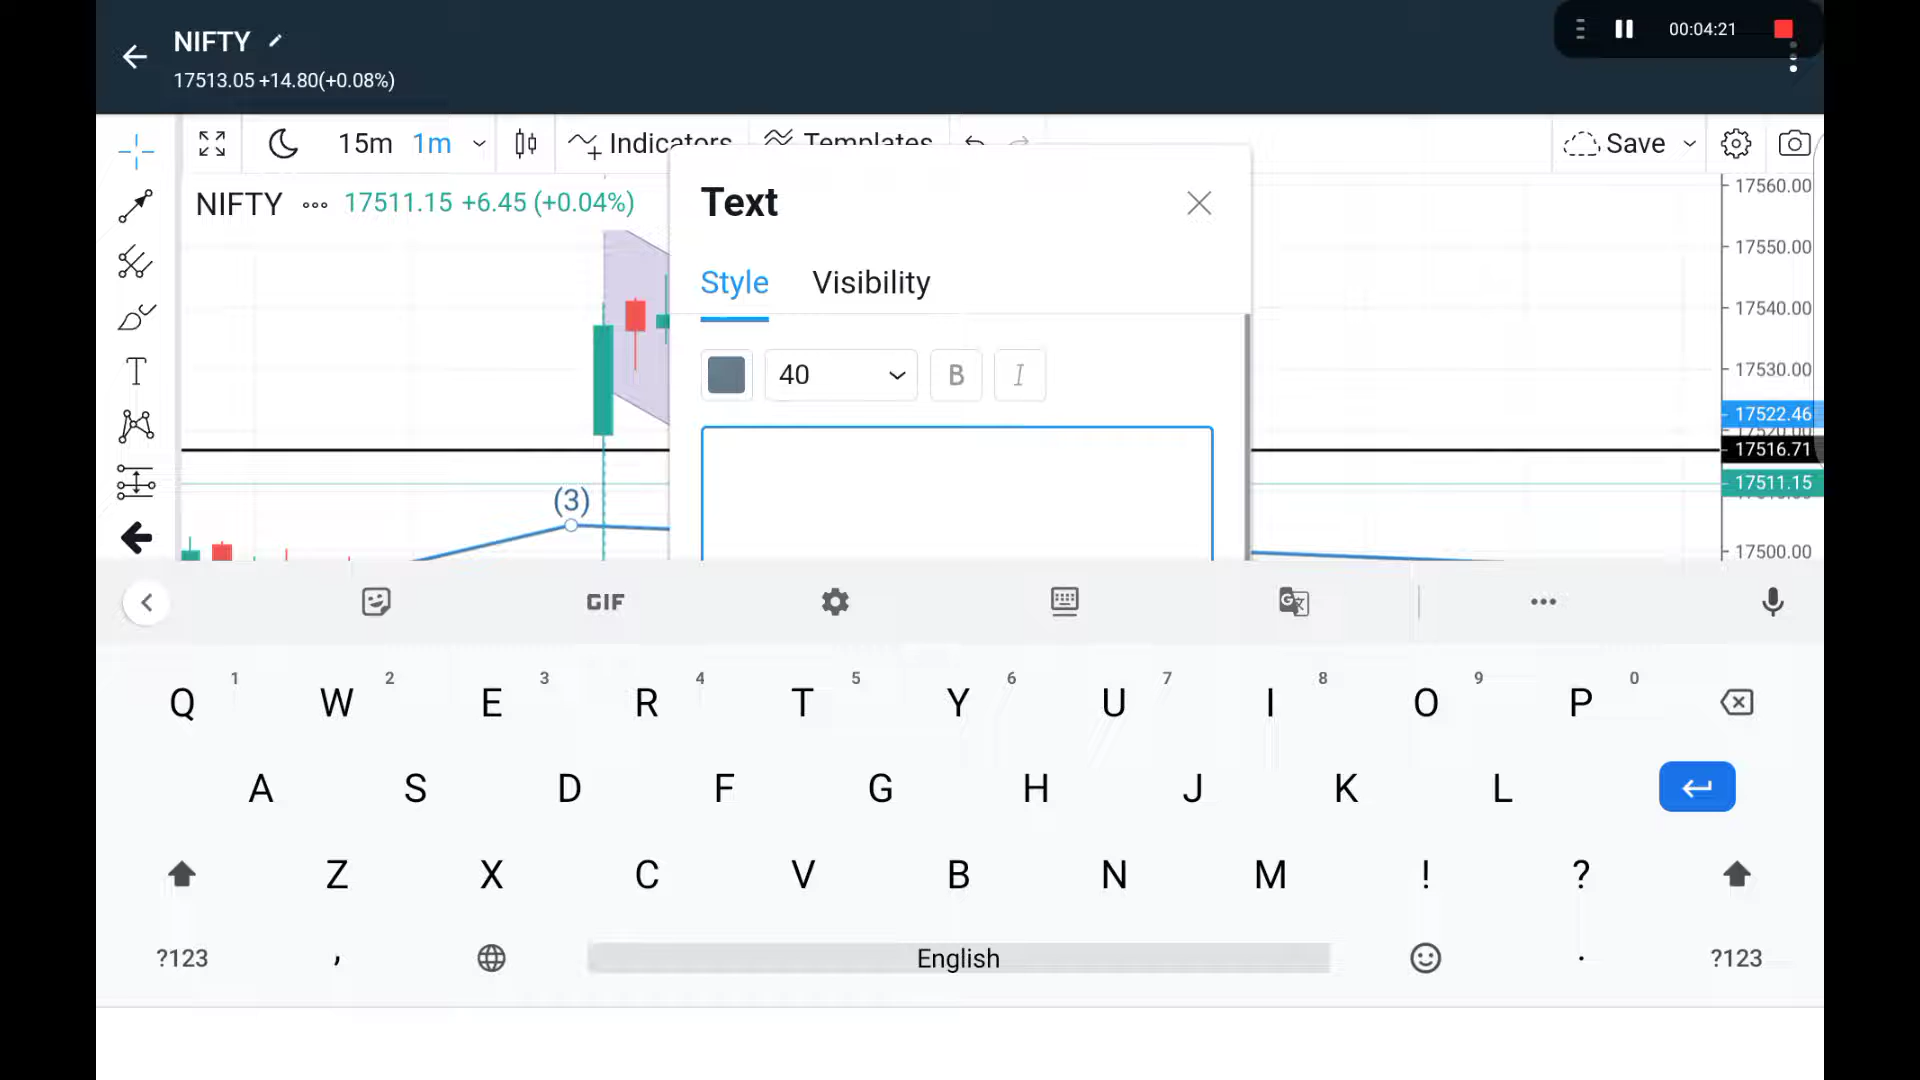 NIFTY
17513.05 +14.80(+0.08%)
00:04:21
15m 1m Indicators Templates Save
NIFTY 17511.15 +6.45 (+0.04%)
Text
Style Visibility
40 B I
(3)
17560.00
17550.00
17540.00
17530.00
17522.46
17520.00
17516.71
17511.15
17500.00
GIF
1 2 3 4 5 6 7 8 9 0
Q W E R T Y U I O P
A S D F G H J K L
Z X C V B N M ! ?
?123 , English . ?123